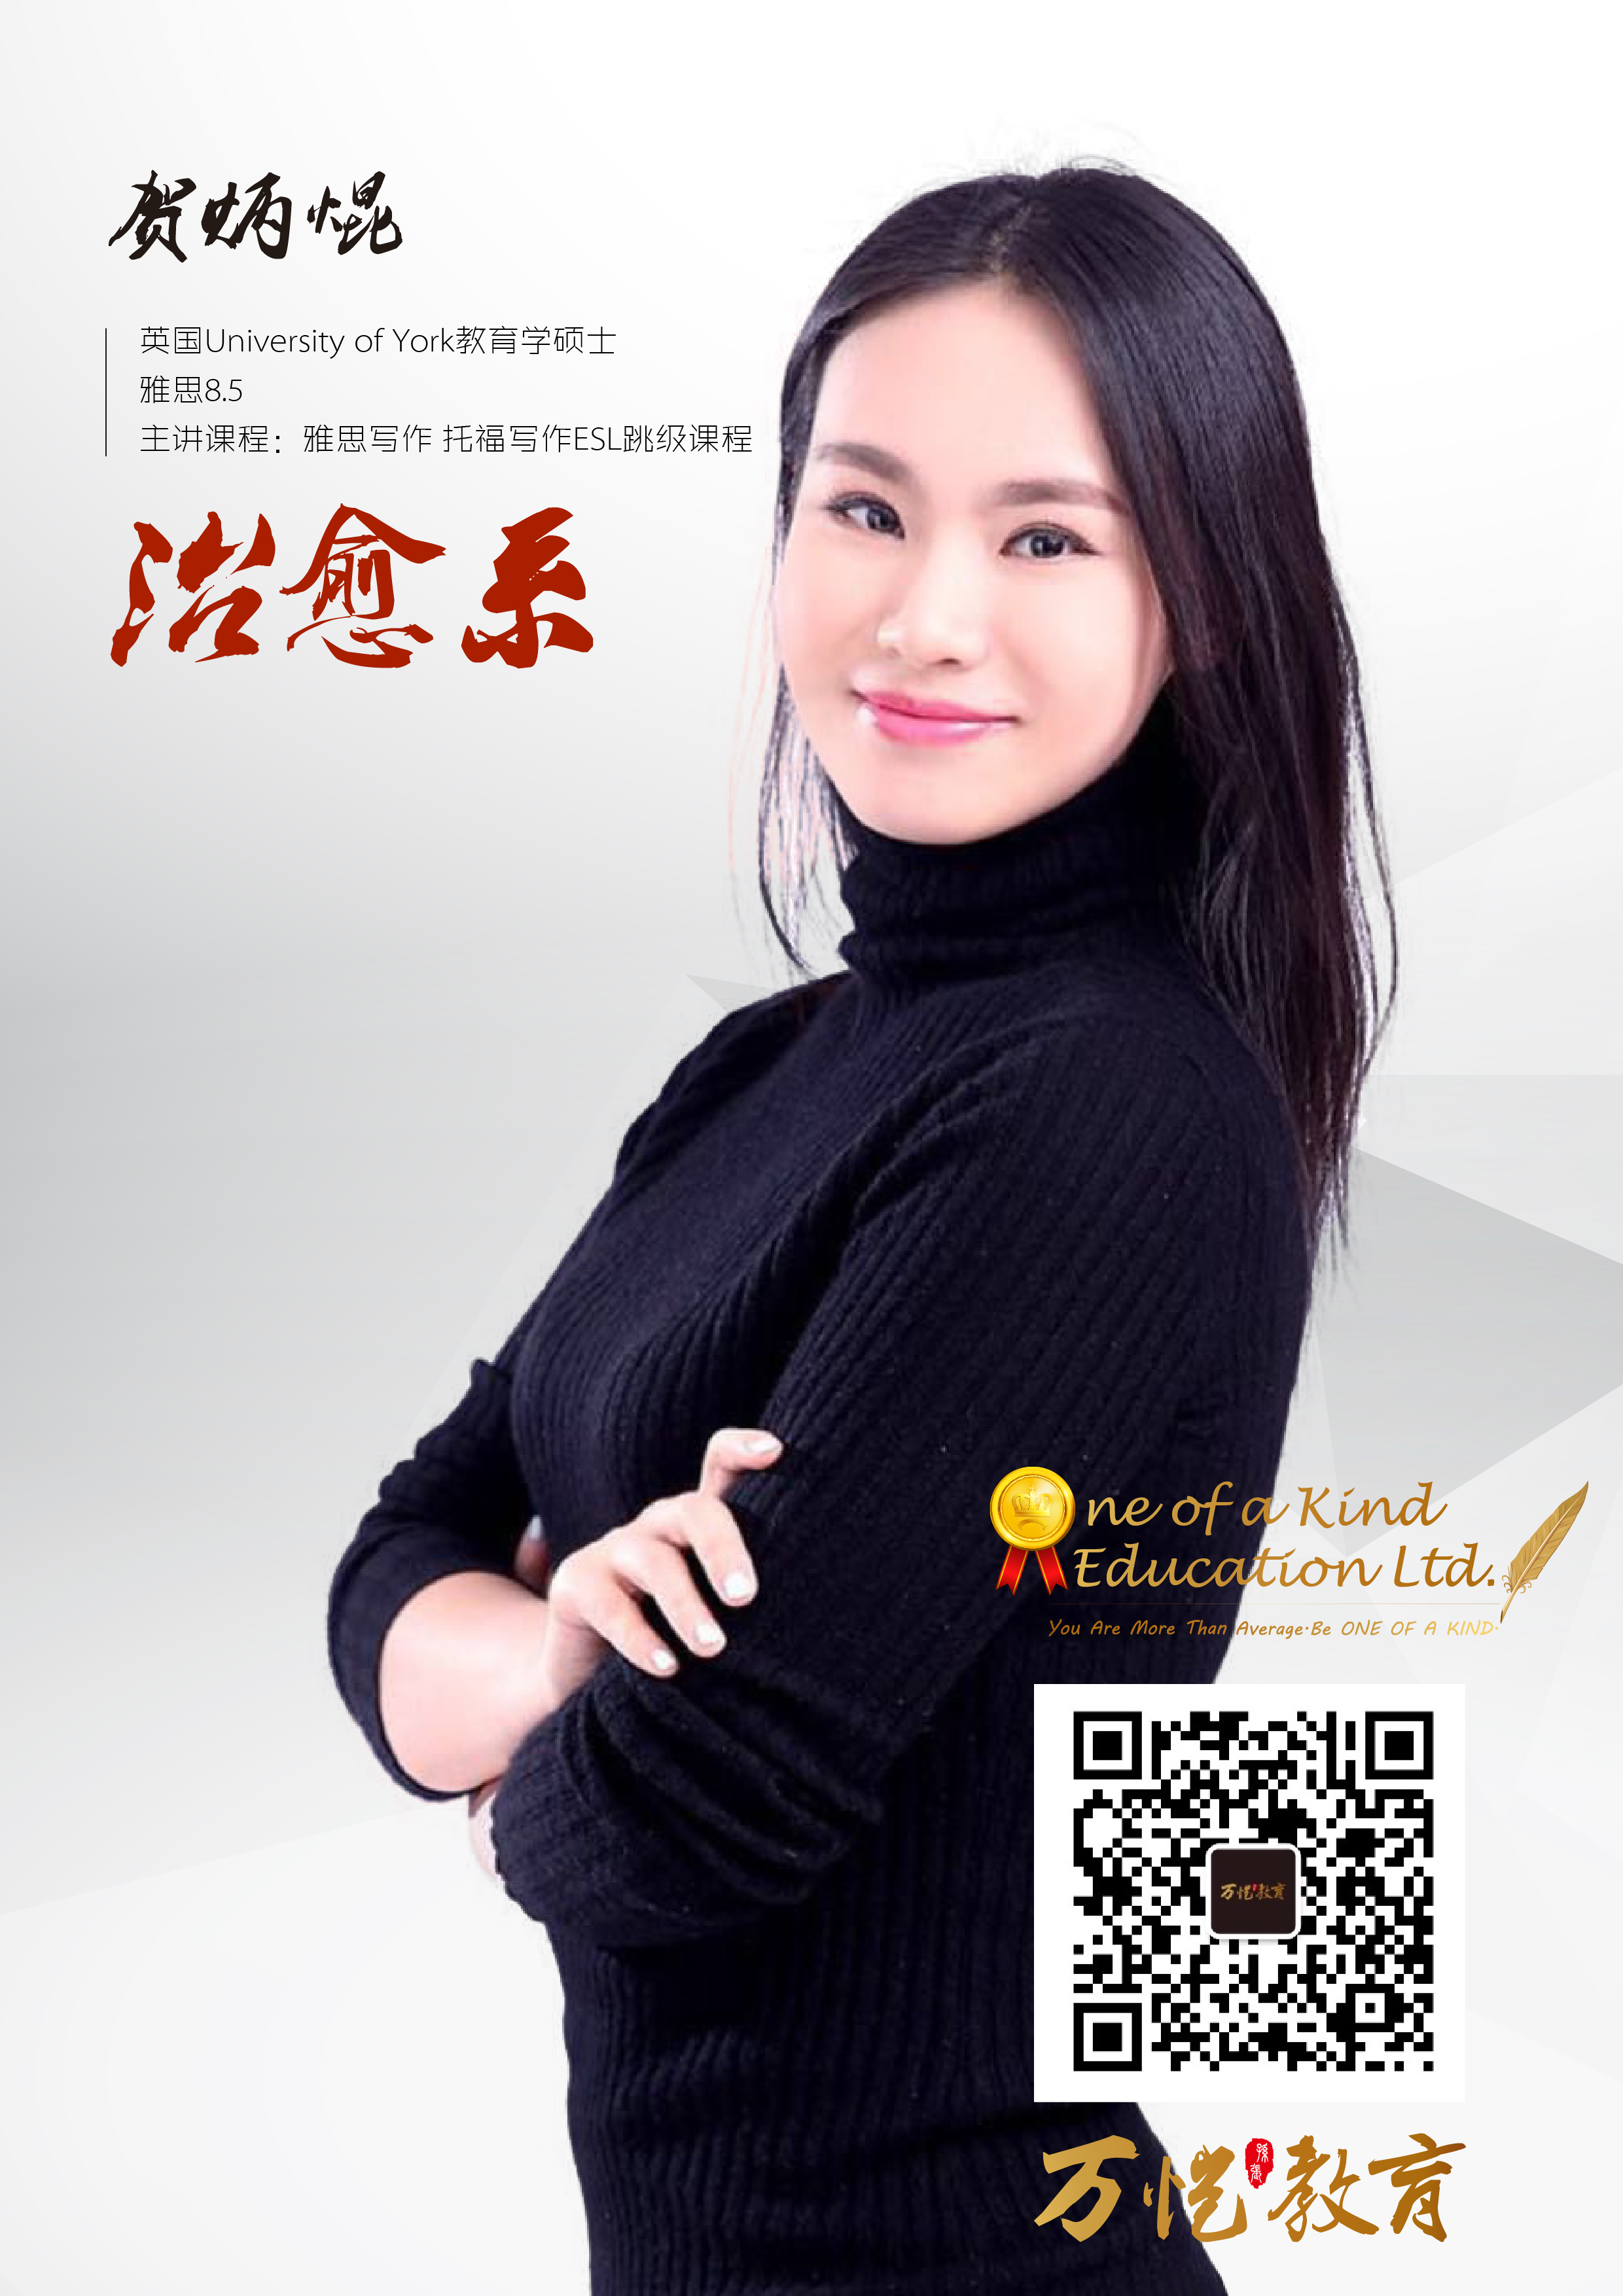 贺炳焜
英国University of York教育学硕士
雅思8.5
主讲课程：雅思写作 托福写作ESL跳级课程
治愈系
One of a Kind
Education Ltd.
You Are More Than Average·Be ONE OF A KIND·
万恺教育
万恺教育